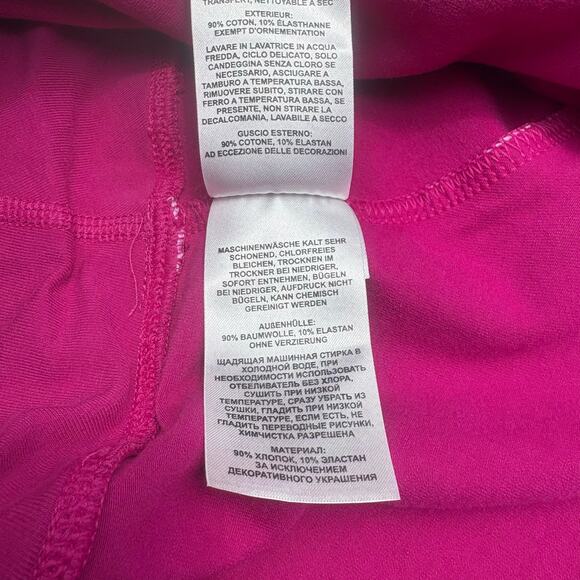 TRANSFERT, NETTOYABLE A SEC
EXTERIEUR:
90% COTON, 10% ÉLASTHANNE
EXEMPT D'ORNEMENTATION
LAVARE IN LAVATRICE IN ACQUA
FREDDA, CICLO DELICATO, SOLO
CANDEGGINA SENZA CLORO SE
NECESSARIO, ASCIUGARE A
TAMBURO A TEMPERATURA BASSA,
RIMUOVERE SUBITO, STIRARE CON
FERRO A TEMPERATURA BASSA, SE
PRESENTE, NON STIRARE LA
DECALCOMANIA, LAVABILE A SECCO
GUSCIO ESTERNO:
90% COTONE, 10% ELASTAN
AD ECCEZIONE DELLE DECORAZIONI
MASCHINENWÄSCHE KALT SEHR
SCHONEND, CHLORFREIES
BLEICHEN, TROCKNEN IM
TROCKNER BEI NIEDRIGER,
SOFORT ENTNEHMEN, BÜGELN
BEI NIEDRIGER, AUFDRUCK NICHT
BÜGELN, KANN CHEMISCH
GEREINIGT WERDEN
AUßENHÜLLE:
90% BAUMWOLLE, 10% ELASTAN
OHNE VERZIERUNG
ЩАДЯЩАЯ МАШИННАЯ СТИРКА В
ХОЛОДНОЙ ВОДЕ, ПРИ
НЕОБХОДИМОСТИ ИСПОЛЬЗОВАТЬ
ОТБЕЛИВАТЕЛЬ БЕЗ ХЛОРА,
СУШИТЬ ПРИ НИЗКОЙ
ТЕМПЕРАТУРЕ, СРАЗУ УБРАТЬ ИЗ
СУШКИ, ГЛАДИТЬ ПРИ НИЗКОЙ
ТЕМПЕРАТУРЕ, ЕСЛИ ЕСТЬ, НЕ
ГЛАДИТЬ ПЕРЕВОДНЫЕ РИСУНКИ,
ХИМЧИСТКА РАЗРЕШЕНА
МАТЕРИАЛ:
90% ХЛОПОК, 10% ЭЛАСТАН
ЗА ИСКЛЮЧЕНИЕМ
ДЕКОРАТИВНОГО УКРАШЕНИЯ